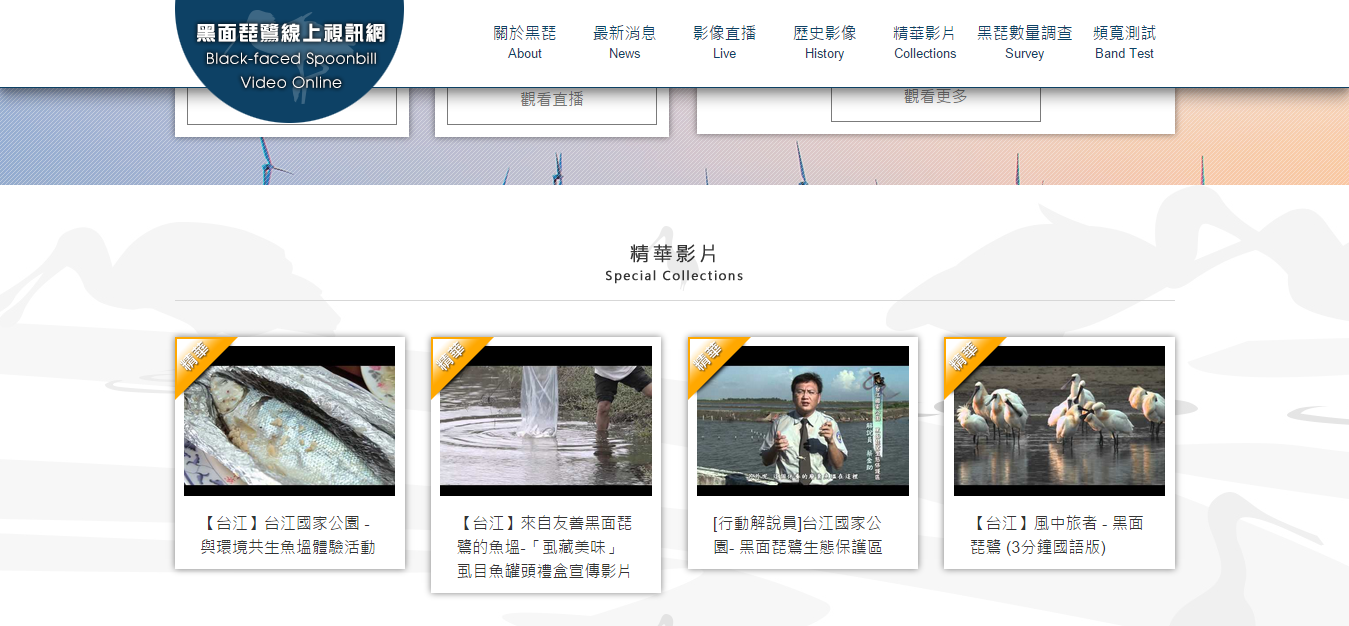 黑面琵鷺線上視訊網
Black-faced Spoonbill
Video Online
關於黑琵
About
最新消息
News
影像直播
Live
歷史影像
History
精華影片
Collections
黑琵數量調查
Survey
頻寬測試
Band Test
觀看直播
觀看更多
精華影片
Special Collections
精華
【台江】台江國家公園 -
與環境共生魚塭體驗活動
精華
【台江】來自友善黑面琵
鷺的魚塭-「虱藏美味」
虱目魚罐頭禮盒宣傳影片
精華
[行動解說員]台江國家公
園- 黑面琵鷺生態保護區
精華
【台江】風中旅者 - 黑面
琵鷺 (3分鐘國語版)